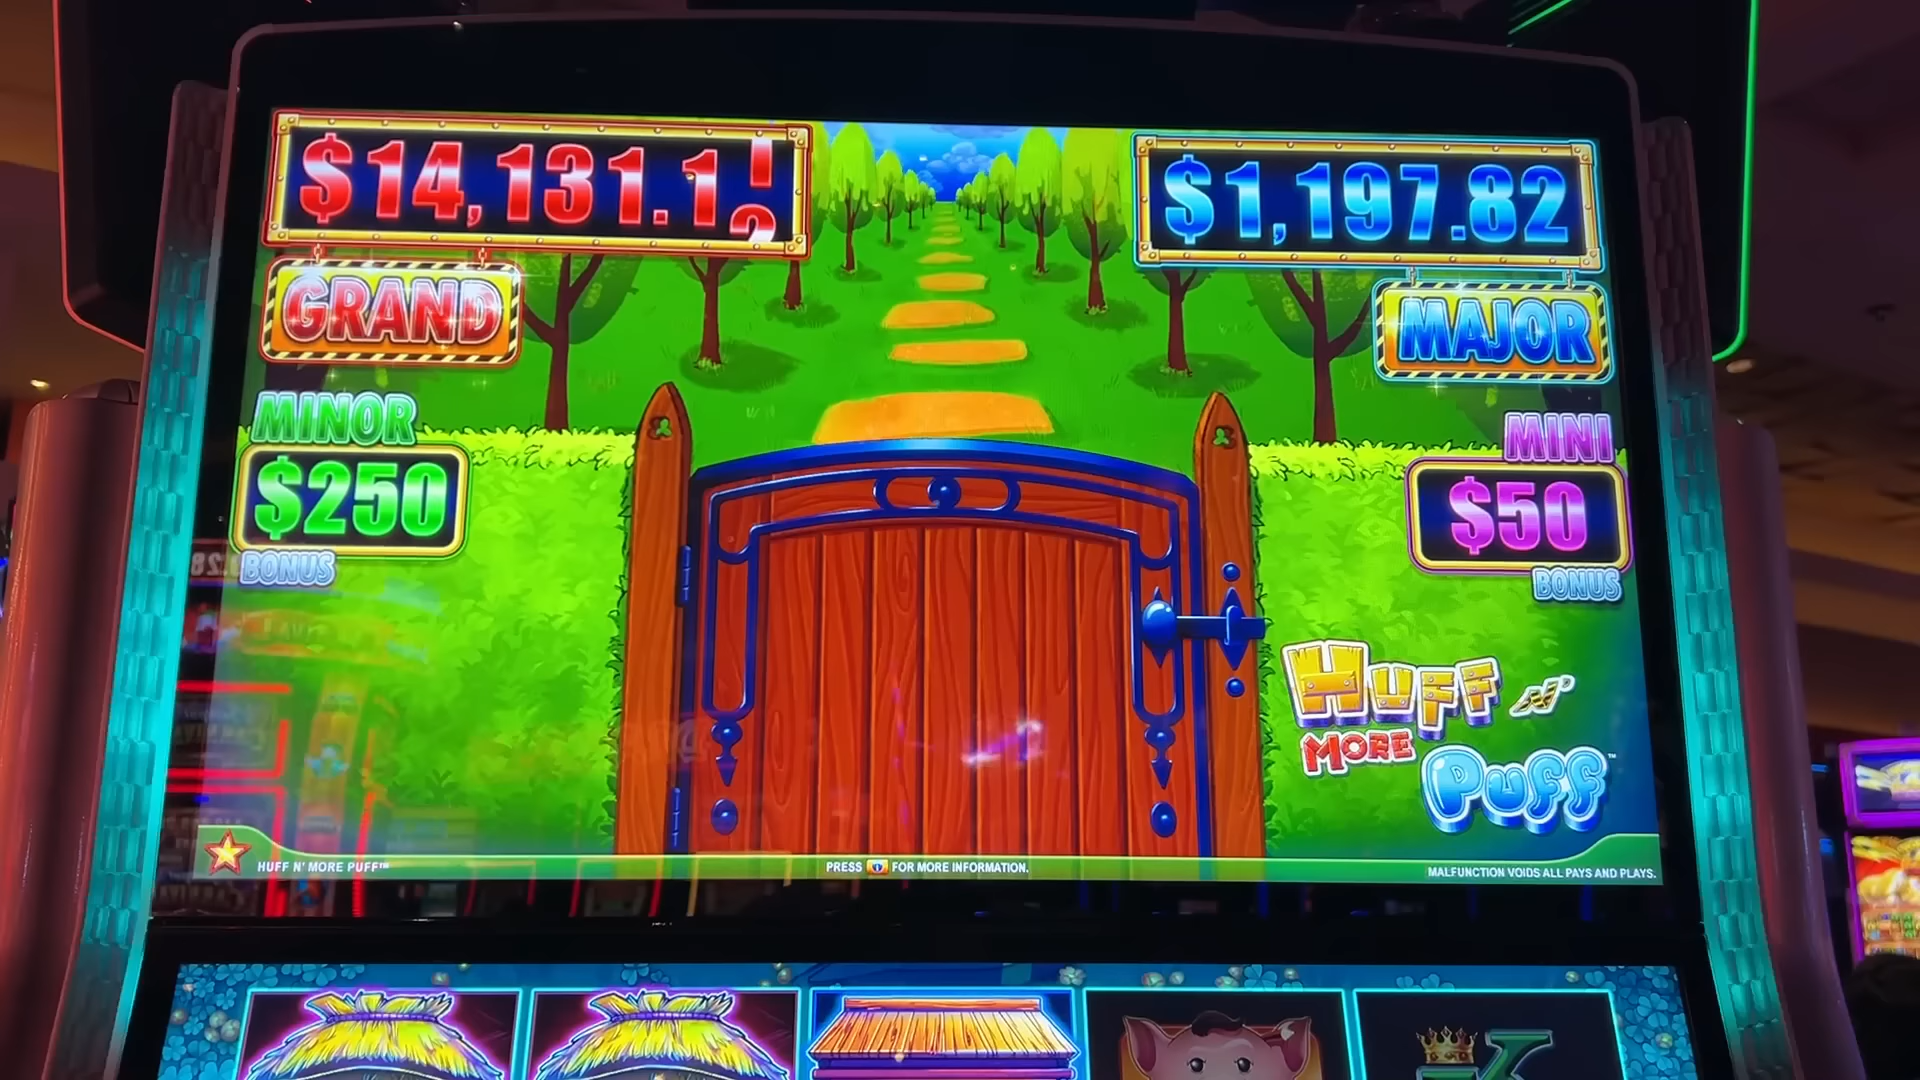 $14,131.1
$1,197.82
GRAND
MAJOR
MINOR
$250
BONUS
MINI
$50
BONUS
HUFF N'
MORE
PUFF™
HUFF N' MORE PUFF™
PRESS FOR MORE INFORMATION.
MALFUNCTION VOIDS ALL PAYS AND PLAYS.
K